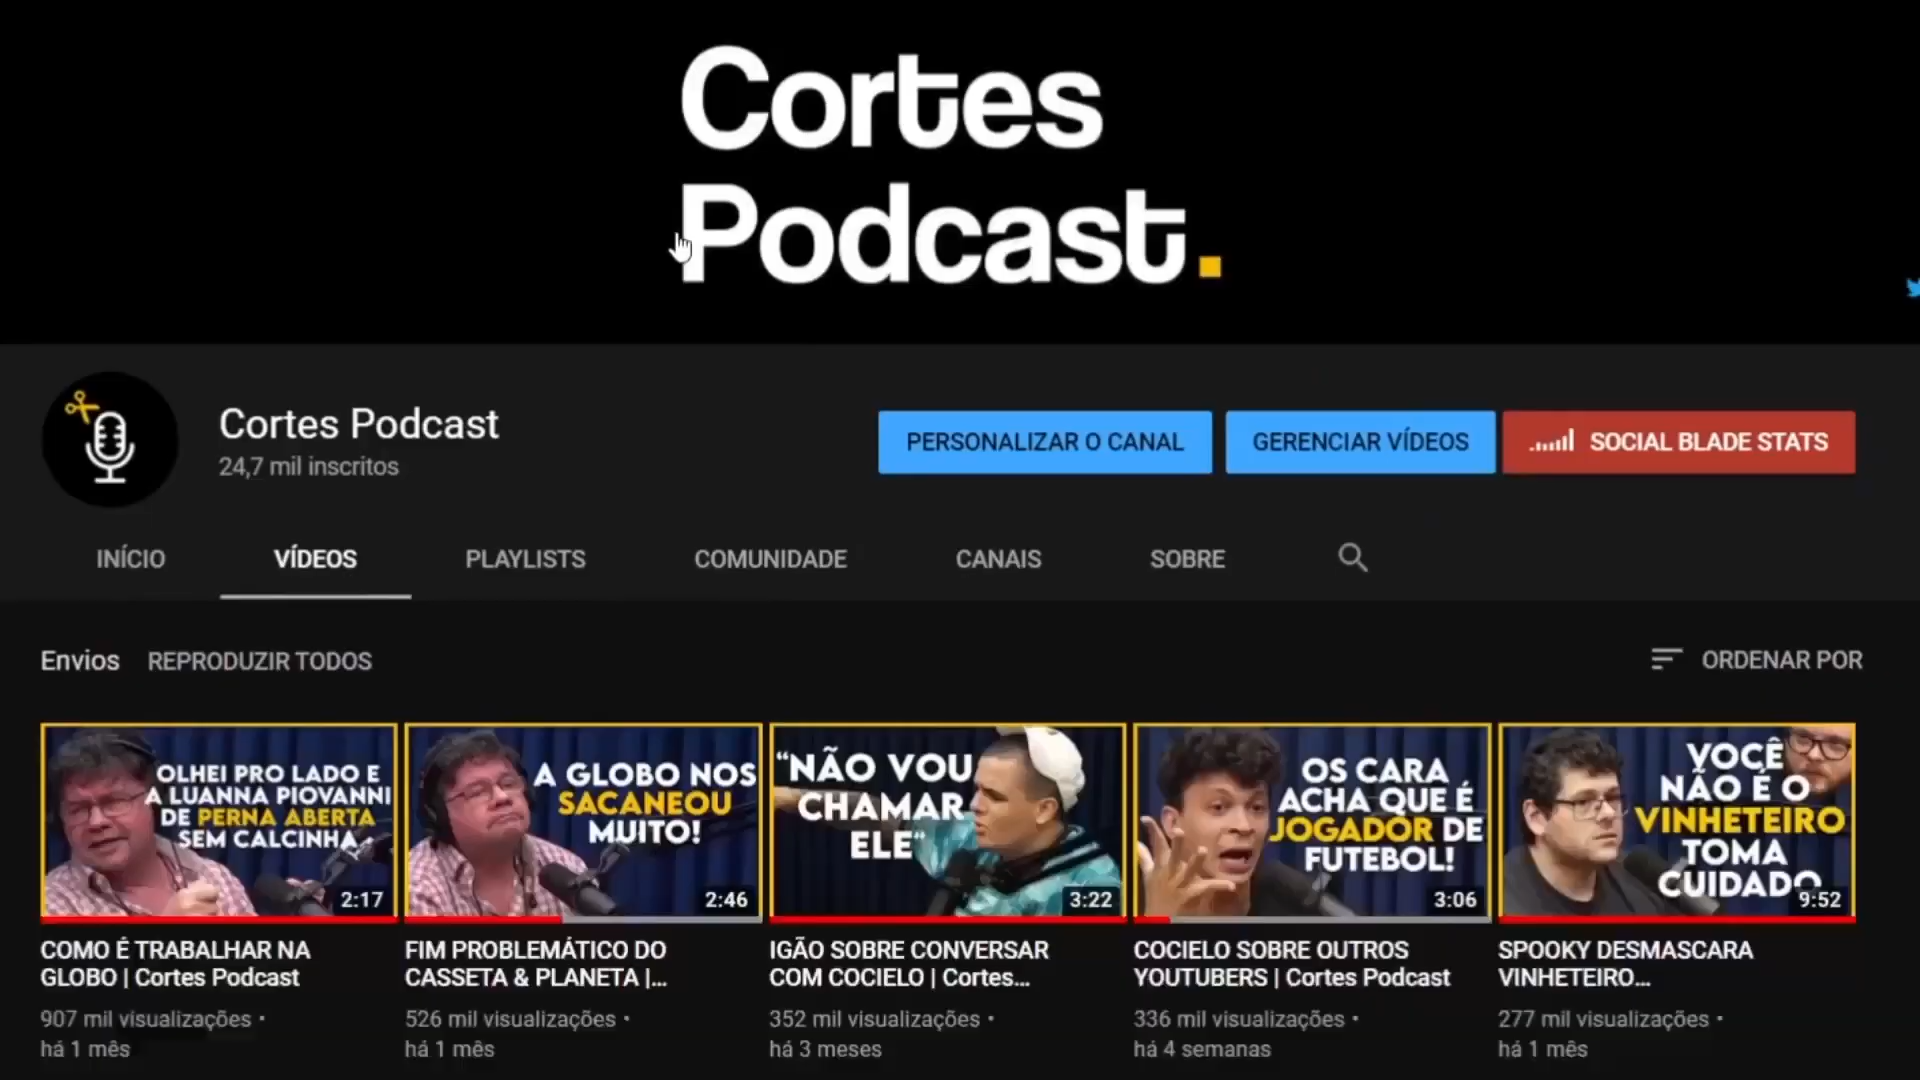 Cortes
Podcast.
Cortes Podcast
24,7 mil inscritos
PERSONALIZAR O CANAL
GERENCIAR VÍDEOS
SOCIAL BLADE STATS
INÍCIO
VÍDEOS
PLAYLISTS
COMUNIDADE
CANAIS
SOBRE
Envios
REPRODUZIR TODOS
ORDENAR POR
OLHEI PRO LADO E
A LUANNA PIOVANNI
DE PERNA ABERTA
SEM CALCINHA
2:17
A GLOBO NOS
SACANEOU
MUITO!
2:46
“NÃO VOU
CHAMAR
ELE“
3:22
OS CARA
ACHA QUE É
JOGADOR DE
FUTEBOL!
3:06
VOCÊ
NÃO É O
VINHETEIRO
TOMA
CUIDADO
9:52
COMO É TRABALHAR NA
GLOBO | Cortes Podcast
907 mil visualizações •
há 1 mês
FIM PROBLEMÁTICO DO
CASSETA & PLANETA |...
526 mil visualizações •
há 1 mês
IGÃO SOBRE CONVERSAR
COM COCIELO | Cortes...
352 mil visualizações •
há 3 meses
COCIELO SOBRE OUTROS
YOUTUBERS | Cortes Podcast
336 mil visualizações •
há 4 semanas
SPOOKY DESMASCARA
VINHETEIRO...
277 mil visualizações •
há 1 mês